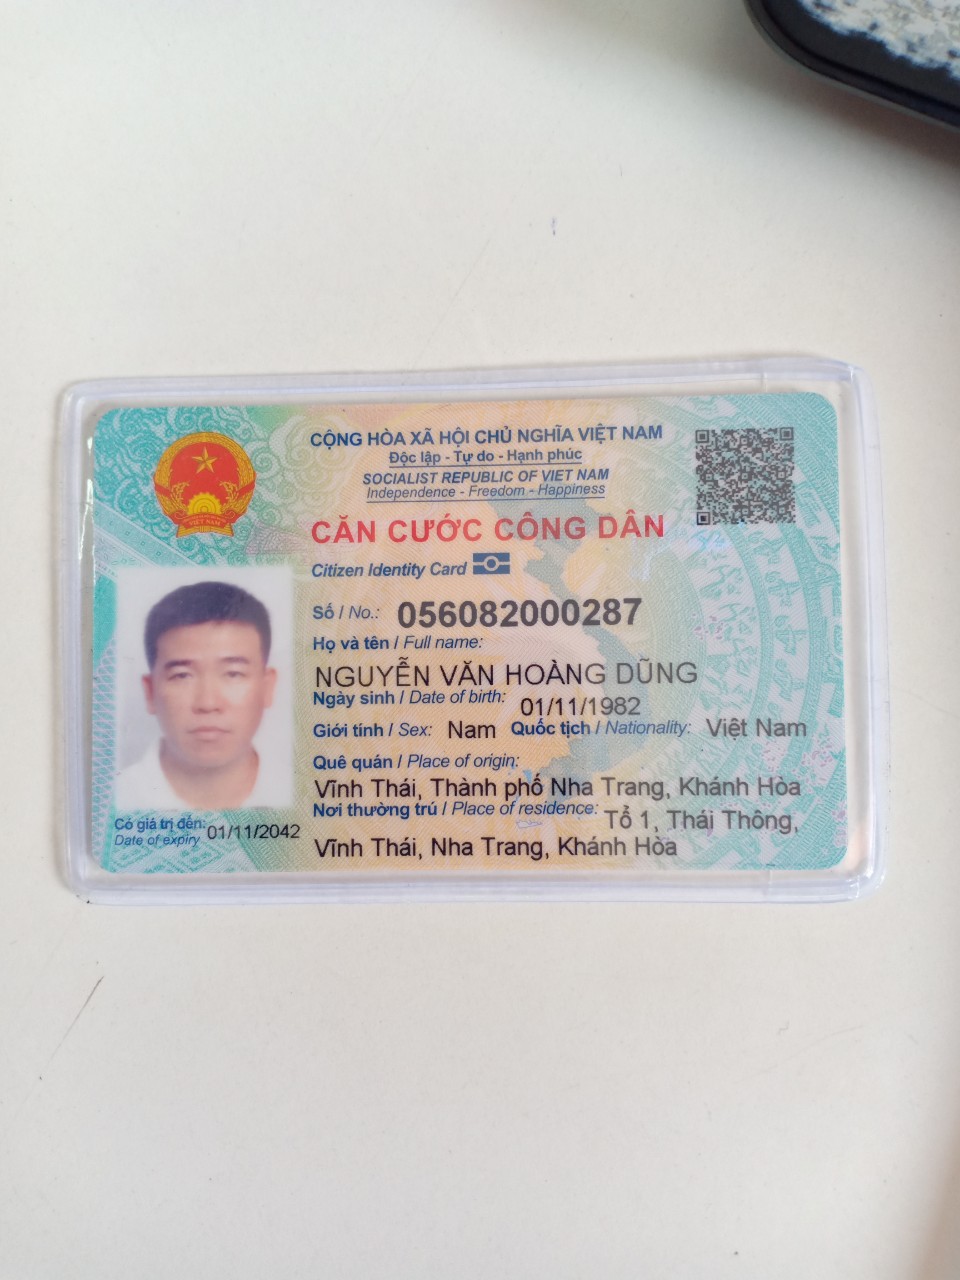 CỘNG HÒA XÃ HỘI CHỦ NGHĨA VIỆT NAM
Độc lập - Tự do - Hạnh phúc
SOCIALIST REPUBLIC OF VIET NAM
Independence - Freedom - Happiness
CĂN CƯỚC CÔNG DÂN
Citizen Identity Card
Số / No.: 056082000287
Họ và tên / Full name:
NGUYỄN VĂN HOÀNG DŨNG
Ngày sinh / Date of birth: 01/11/1982
Giới tính / Sex: Nam Quốc tịch / Nationality: Việt Nam
Quê quán / Place of origin:
Vĩnh Thái, Thành phố Nha Trang, Khánh Hòa
Nơi thường trú / Place of residence: Tổ 1, Thái Thông,
Vĩnh Thái, Nha Trang, Khánh Hòa
Có giá trị đến: 01/11/2042
Date of expiry
VIỆT NAM